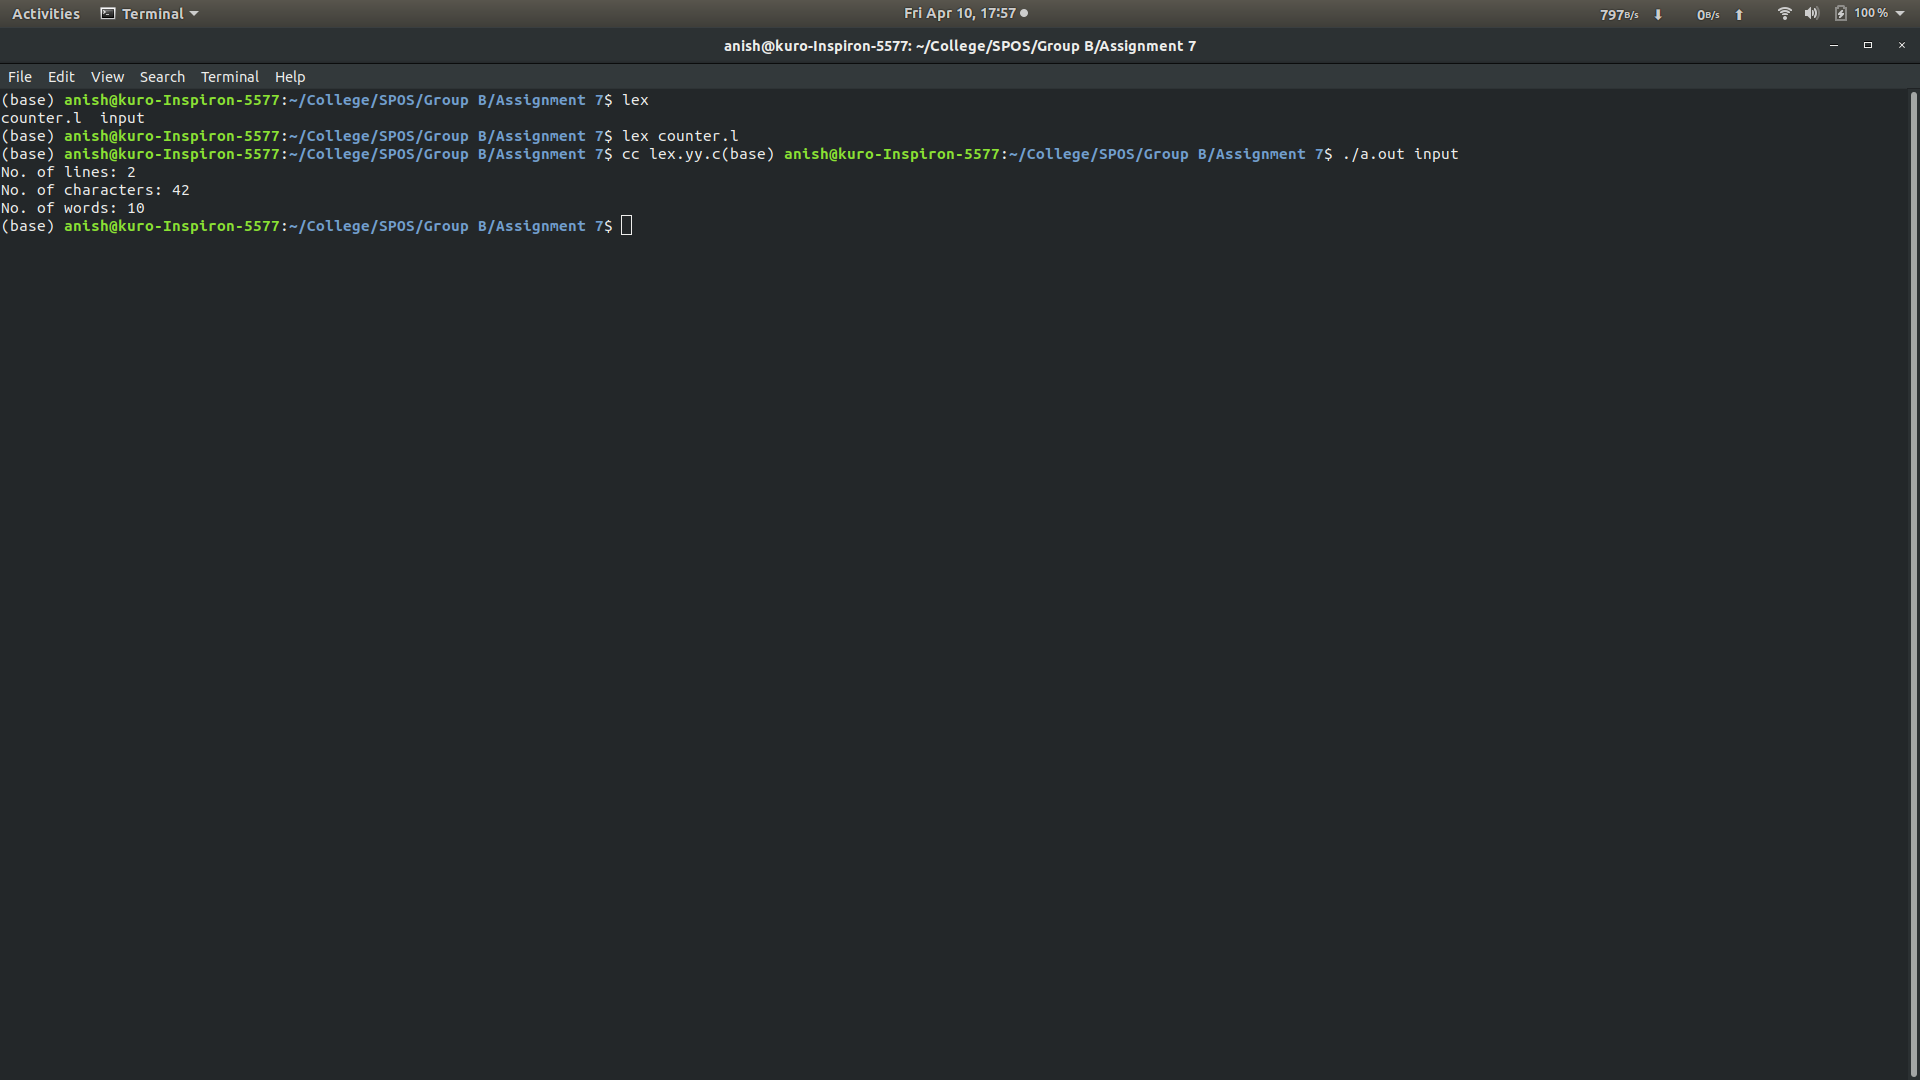 Activities Terminal Fri Apr 10, 17:57 797B/s 0B/s 100%
anish@kuro-Inspiron-5577: ~/College/SPOS/Group B/Assignment 7
File Edit View Search Terminal Help
(base) anish@kuro-Inspiron-5577:~/College/SPOS/Group B/Assignment 7$ lex
counter.l  input
(base) anish@kuro-Inspiron-5577:~/College/SPOS/Group B/Assignment 7$ lex counter.l
(base) anish@kuro-Inspiron-5577:~/College/SPOS/Group B/Assignment 7$ cc lex.yy.c(base) anish@kuro-Inspiron-5577:~/College/SPOS/Group B/Assignment 7$ ./a.out input
No. of lines: 2
No. of characters: 42
No. of words: 10
(base) anish@kuro-Inspiron-5577:~/College/SPOS/Group B/Assignment 7$